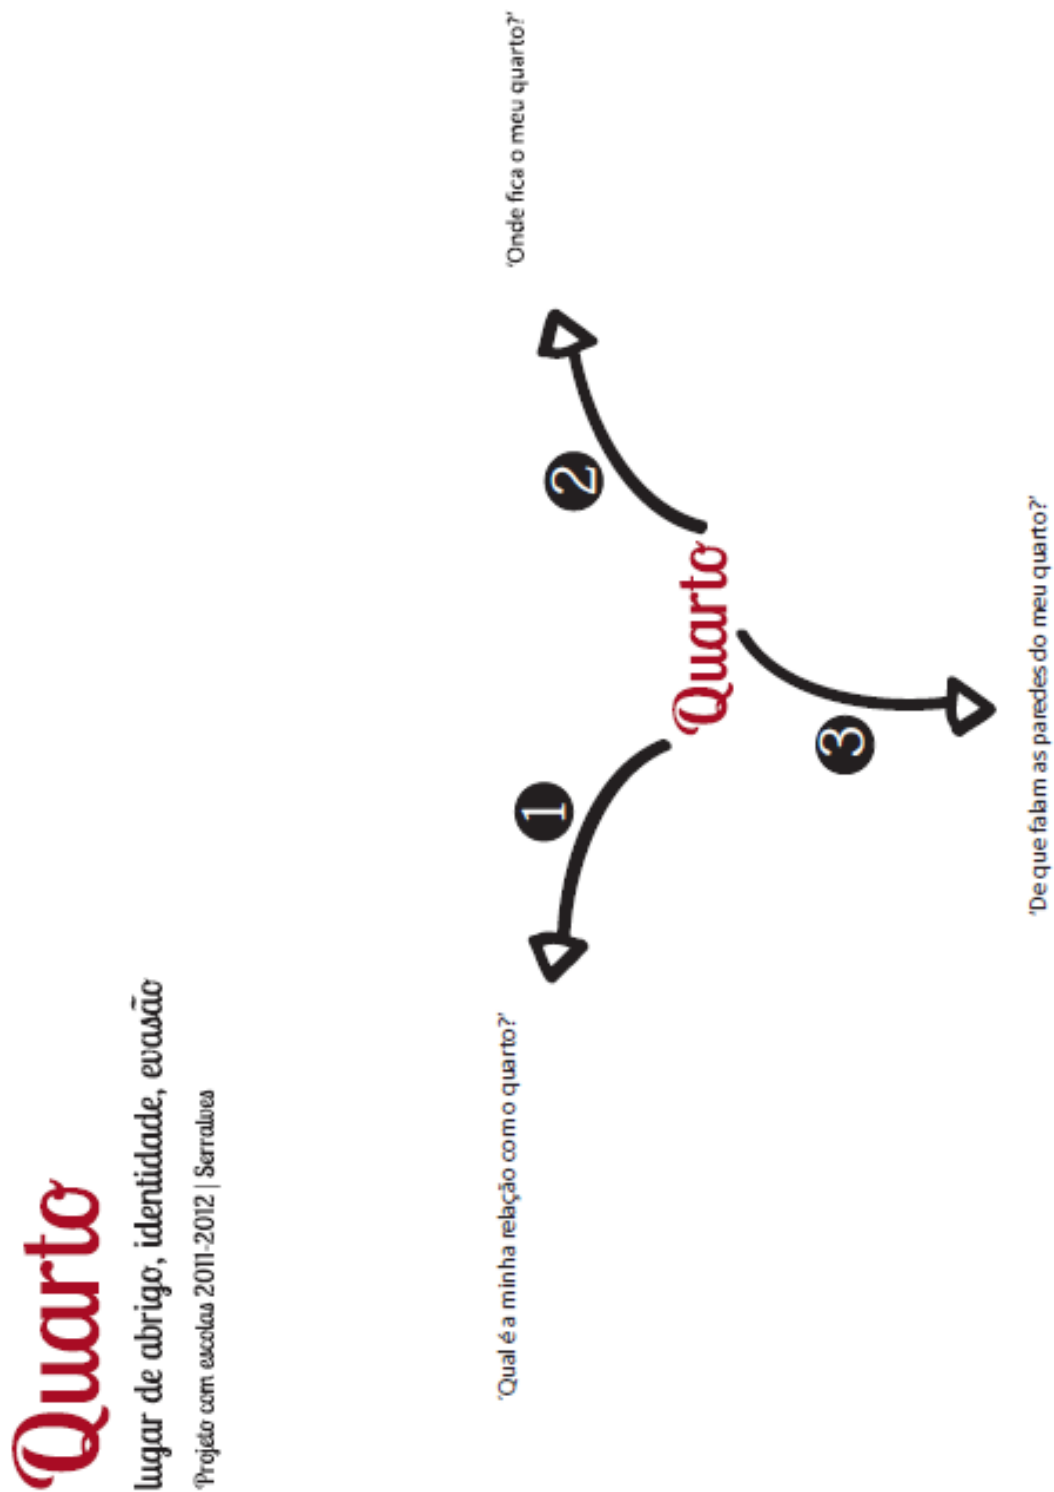 Quarto
lugar de abrigo, identidade, evasão
Projeto com escolas 2011-2012 | Serralves
'Qual é a minha relação com o quarto?'
1
2
'Onde fica o meu quarto?'
Quarto
3
'De que falam as paredes do meu quarto?'